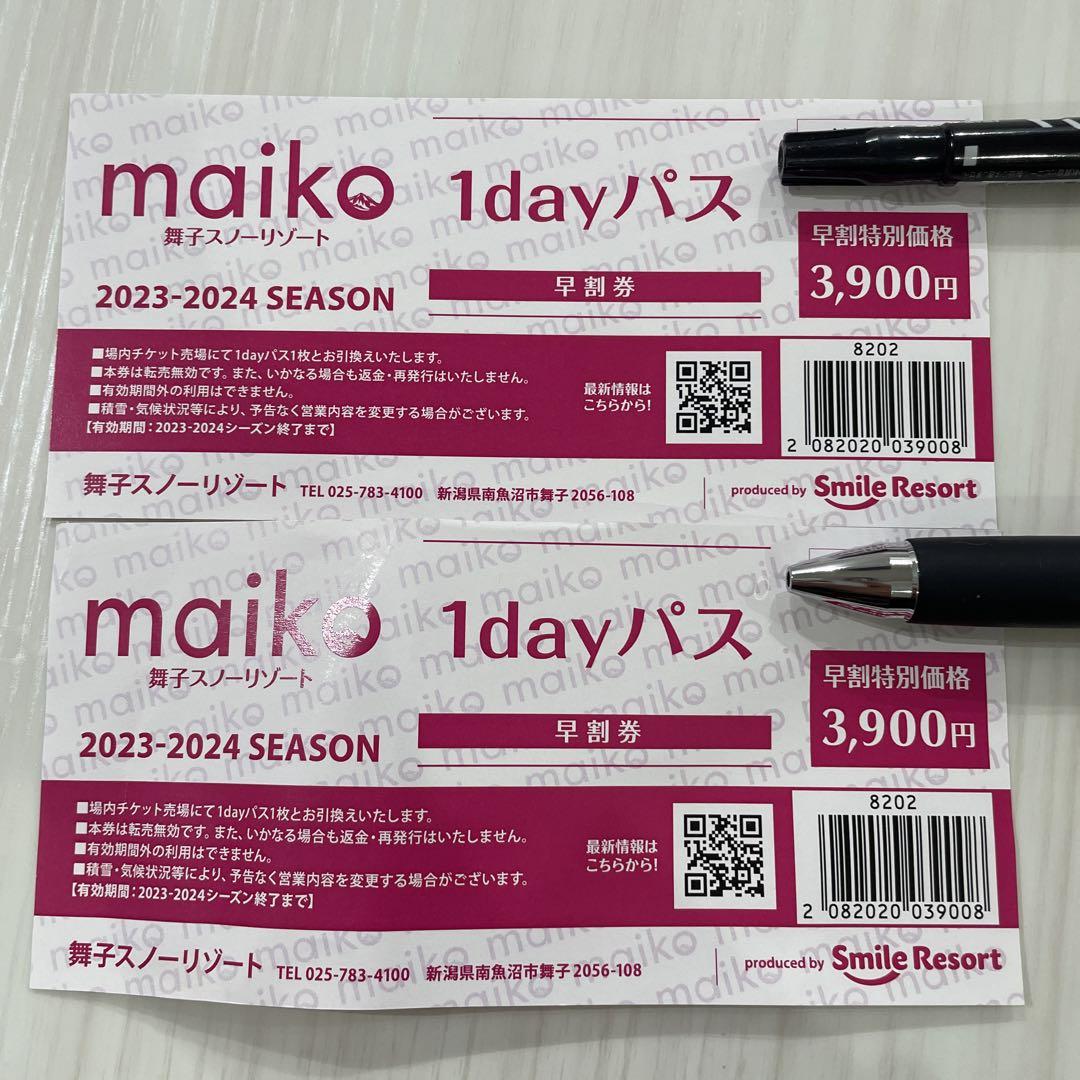 maiko
舞子スノーリゾート
2023-2024 SEASON
1dayパス
早割券
早割特別価格
3,900円
■場内チケット売場にて1dayパス1枚とお引換えいたします。
■本券は転売無効です。また、いかなる場合も返金・再発行はいたしません。
■有効期間外の利用はできません。
■積雪・気候状況等により、予告なく営業内容を変更する場合がございます。
【有効期間：2023-2024シーズン終了まで】
最新情報は
こちらから!
8202
2 082020 039008
舞子スノーリゾート TEL 025-783-4100 新潟県南魚沼市舞子2056-108
produced by Smile Resort
maiko
舞子スノーリゾート
2023-2024 SEASON
1dayパス
早割券
早割特別価格
3,900円
■場内チケット売場にて1dayパス1枚とお引換えいたします。
■本券は転売無効です。また、いかなる場合も返金・再発行はいたしません。
■有効期間外の利用はできません。
■積雪・気候状況等により、予告なく営業内容を変更する場合がございます。
【有効期間：2023-2024シーズン終了まで】
最新情報は
こちらから!
8202
2 082020 039008
舞子スノーリゾート TEL 025-783-4100 新潟県南魚沼市舞子2056-108
produced by Smile Resort